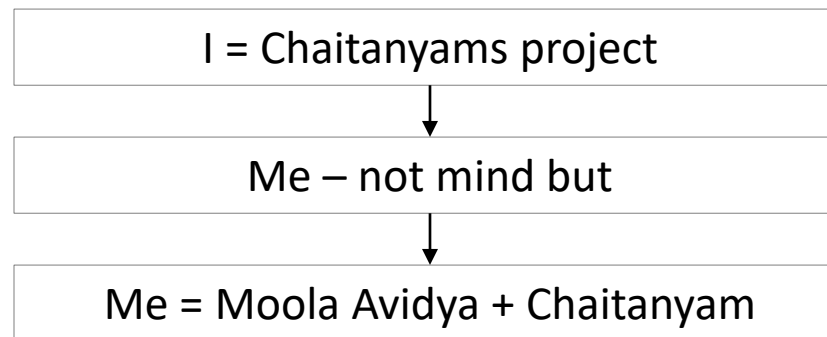 I = Chaitanyams project
Me – not mind but
Me = Moola Avidya + Chaitanyam